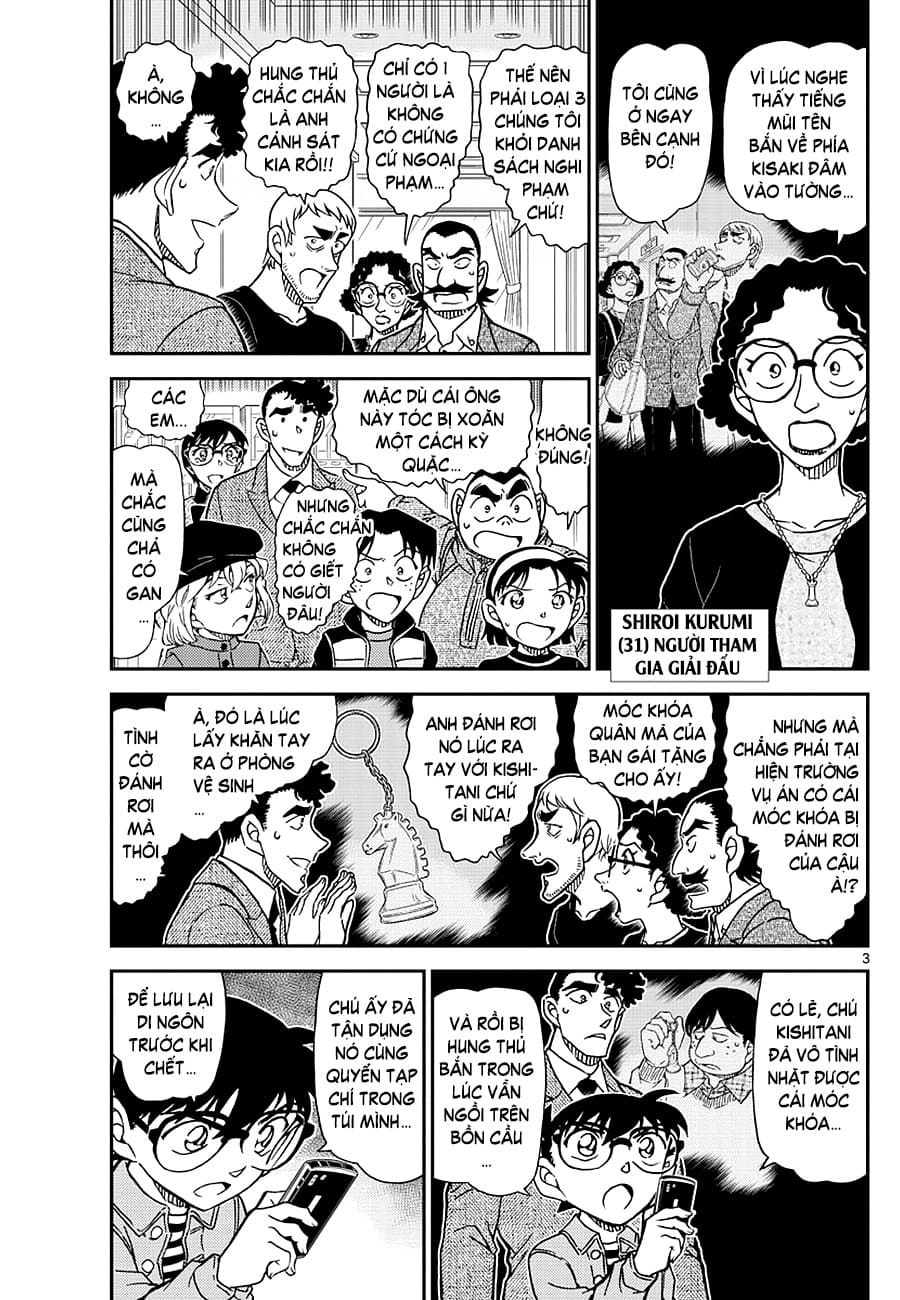 VÌ LÚC NGHE
THẤY TIẾNG
MŨI TÊN
BẮN VỀ PHÍA
KISAKI ĐÂM
VÀO TƯỜNG...
TÔI CŨNG
Ở NGAY
BÊN CẠNH
ĐÓ!
SHIROI KURUMI
(31) NGƯỜI THAM
GIA GIẢI ĐẤU
THẾ NÊN
PHẢI LOẠI 3
CHÚNG TÔI
KHỎI DANH
SÁCH NGHI
PHẠM
CHỨ!
CHỈ CÓ 1
NGƯỜI LÀ
KHÔNG
CÓ CHỨNG
CỨ NGOẠI
PHẠM...
HUNG THỦ
CHẮC CHẮN
LÀ ANH
CẢNH SÁT
KIA RỒI!!
À,
KHÔNG
...
KHÔNG
ĐÚNG!
MẶC DÙ CÁI ÔNG
NÀY TÓC BỊ XOĂN
MỘT CÁCH KỲ
QUẶC...
NHƯNG
CHẮC CHẮN
KHÔNG
CÓ GIẾT
NGƯỜI
ĐÂU!
CÁC
EM...
MÀ
CHẮC
CŨNG
CHẢ
CÓ
GAN
...
NHƯNG MÀ
CHẲNG PHẢI TẠI
HIỆN TRƯỜNG
VỤ ÁN CÓ CÁI
MÓC KHÓA BỊ
ĐÁNH RƠI
CỦA CẬU
À!?
MÓC KHÓA
QUÂN MÃ CỦA
BẠN GÁI TẶNG
CHO ẤY!
ANH ĐÁNH RƠI
NÓ LÚC RA
TAY VỚI KISHI-
TANI CHỨ
GÌ NỮA!
À, ĐÓ LÀ LÚC
LẤY KHĂN TAY
RA Ở PHÒNG
VỆ SINH
...
TÌNH
CỜ
ĐÁNH
RƠI
MÀ
THÔI
...
3
CÓ LẼ, CHÚ
KISHITANI
ĐÃ VÔ TÌNH
NHẶT ĐƯỢC
CÁI MÓC
KHÓA...
VÀ RỒI BỊ
HUNG THỦ
BẮN TRONG
LÚC VẪN
NGỒI TRÊN
BỒN CẦU
...
CHÚ ẤY ĐÃ
TẬN DỤNG
NÓ CÙNG
QUYỂN TẠP
CHÍ TRONG
TÚI MÌNH...
ĐỂ LƯU LẠI
DI NGÔN
TRƯỚC KHI
CHẾT...